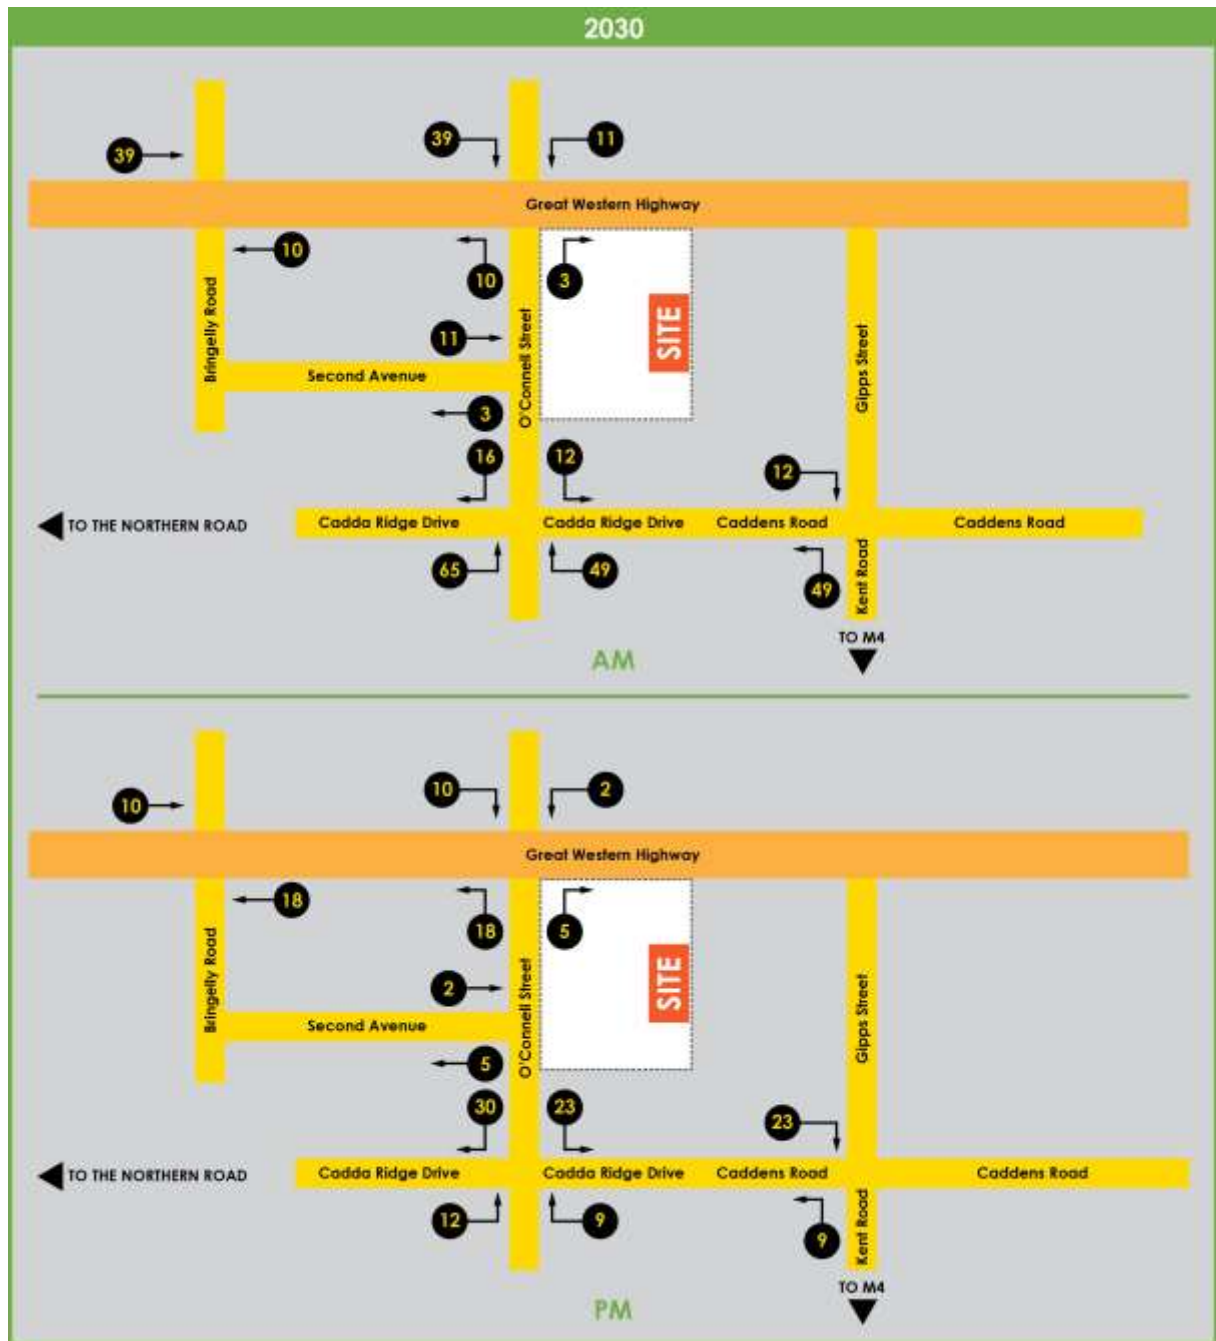 2030
39
39
11
Great Western Highway
10
10
3
Bringelly Road
11
O'Connell Street
SITE
Gipps Street
Second Avenue
3
16
12
12
TO THE NORTHERN ROAD
Cadda Ridge Drive
Cadda Ridge Drive
Caddens Road
Caddens Road
65
49
49
Kent Road
TO M4
AM
10
10
2
Great Western Highway
18
18
5
Bringelly Road
2
O'Connell Street
SITE
Gipps Street
Second Avenue
5
30
23
23
TO THE NORTHERN ROAD
Cadda Ridge Drive
Cadda Ridge Drive
Caddens Road
Caddens Road
12
9
9
Kent Road
TO M4
PM